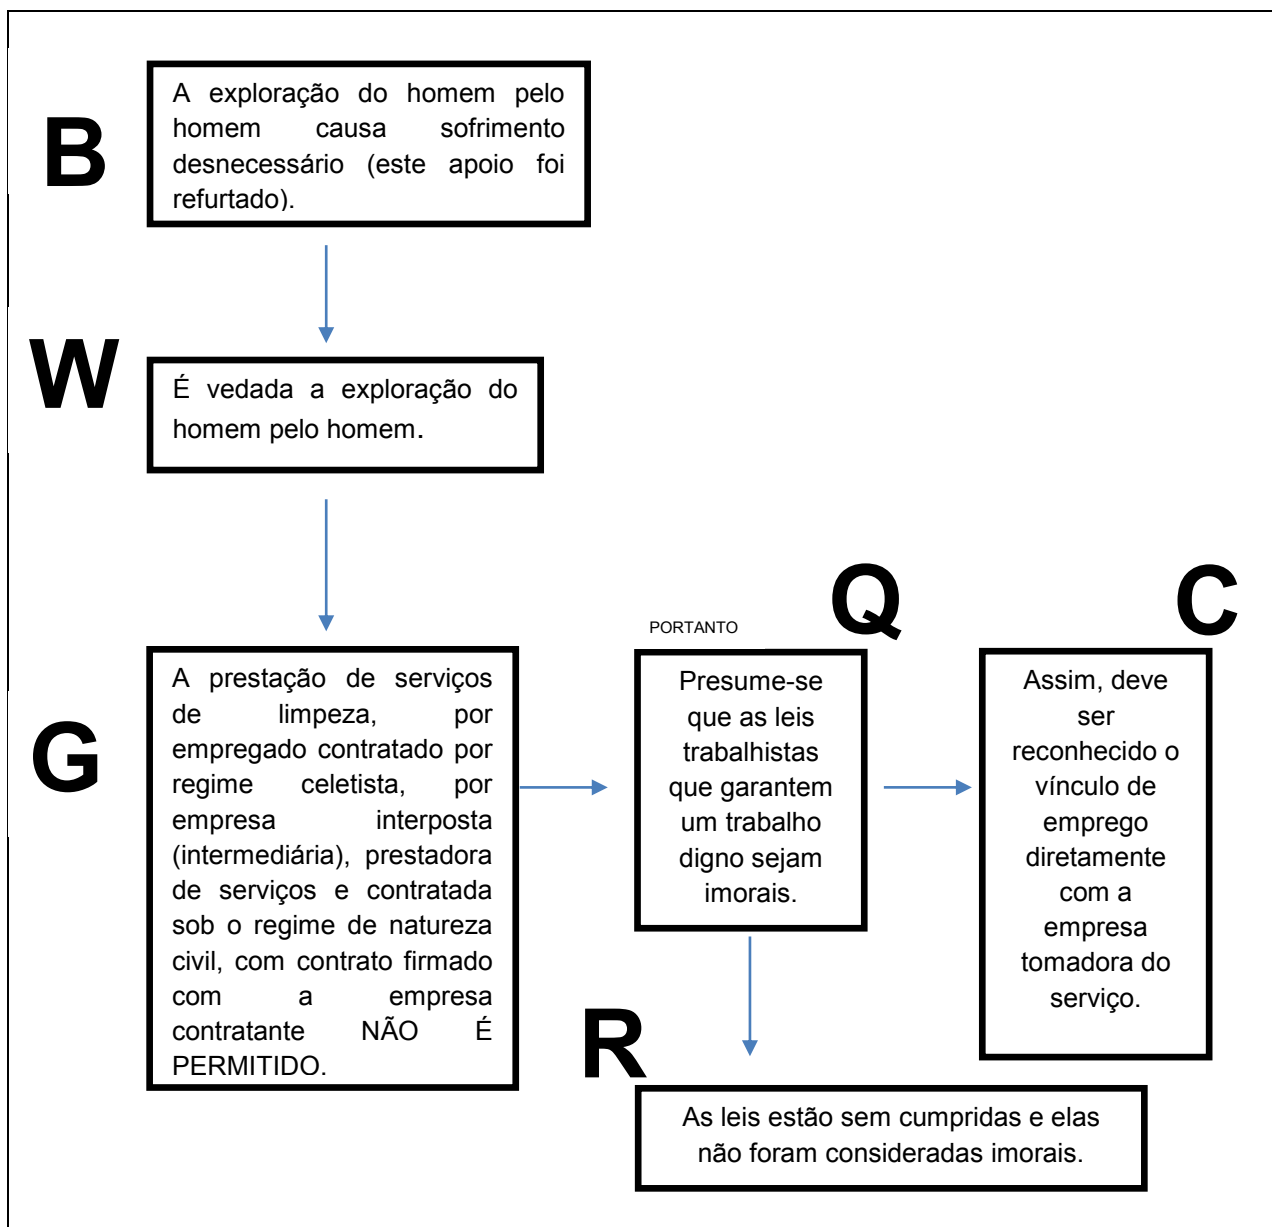 B
A exploração do homem pelo
homem causa sofrimento
desnecessário (este apoio foi
refurtado).
W
É vedada a exploração do
homem pelo homem.
G
A prestação de serviços
de limpeza, por
empregado contratado por
regime celetista, por
empresa interposta
(intermediária), prestadora
de serviços e contratada
sob o regime de natureza
civil, com contrato firmado
com a empresa
contratante NÃO É
PERMITIDO.
PORTANTO
Q
Presume-se
que as leis
trabalhistas
que garantem
um trabalho
digno sejam
imorais.
C
Assim, deve
ser
reconhecido o
vínculo de
emprego
diretamente
com a
empresa
tomadora do
serviço.
R
As leis estão sem cumpridas e elas
não foram consideradas imorais.